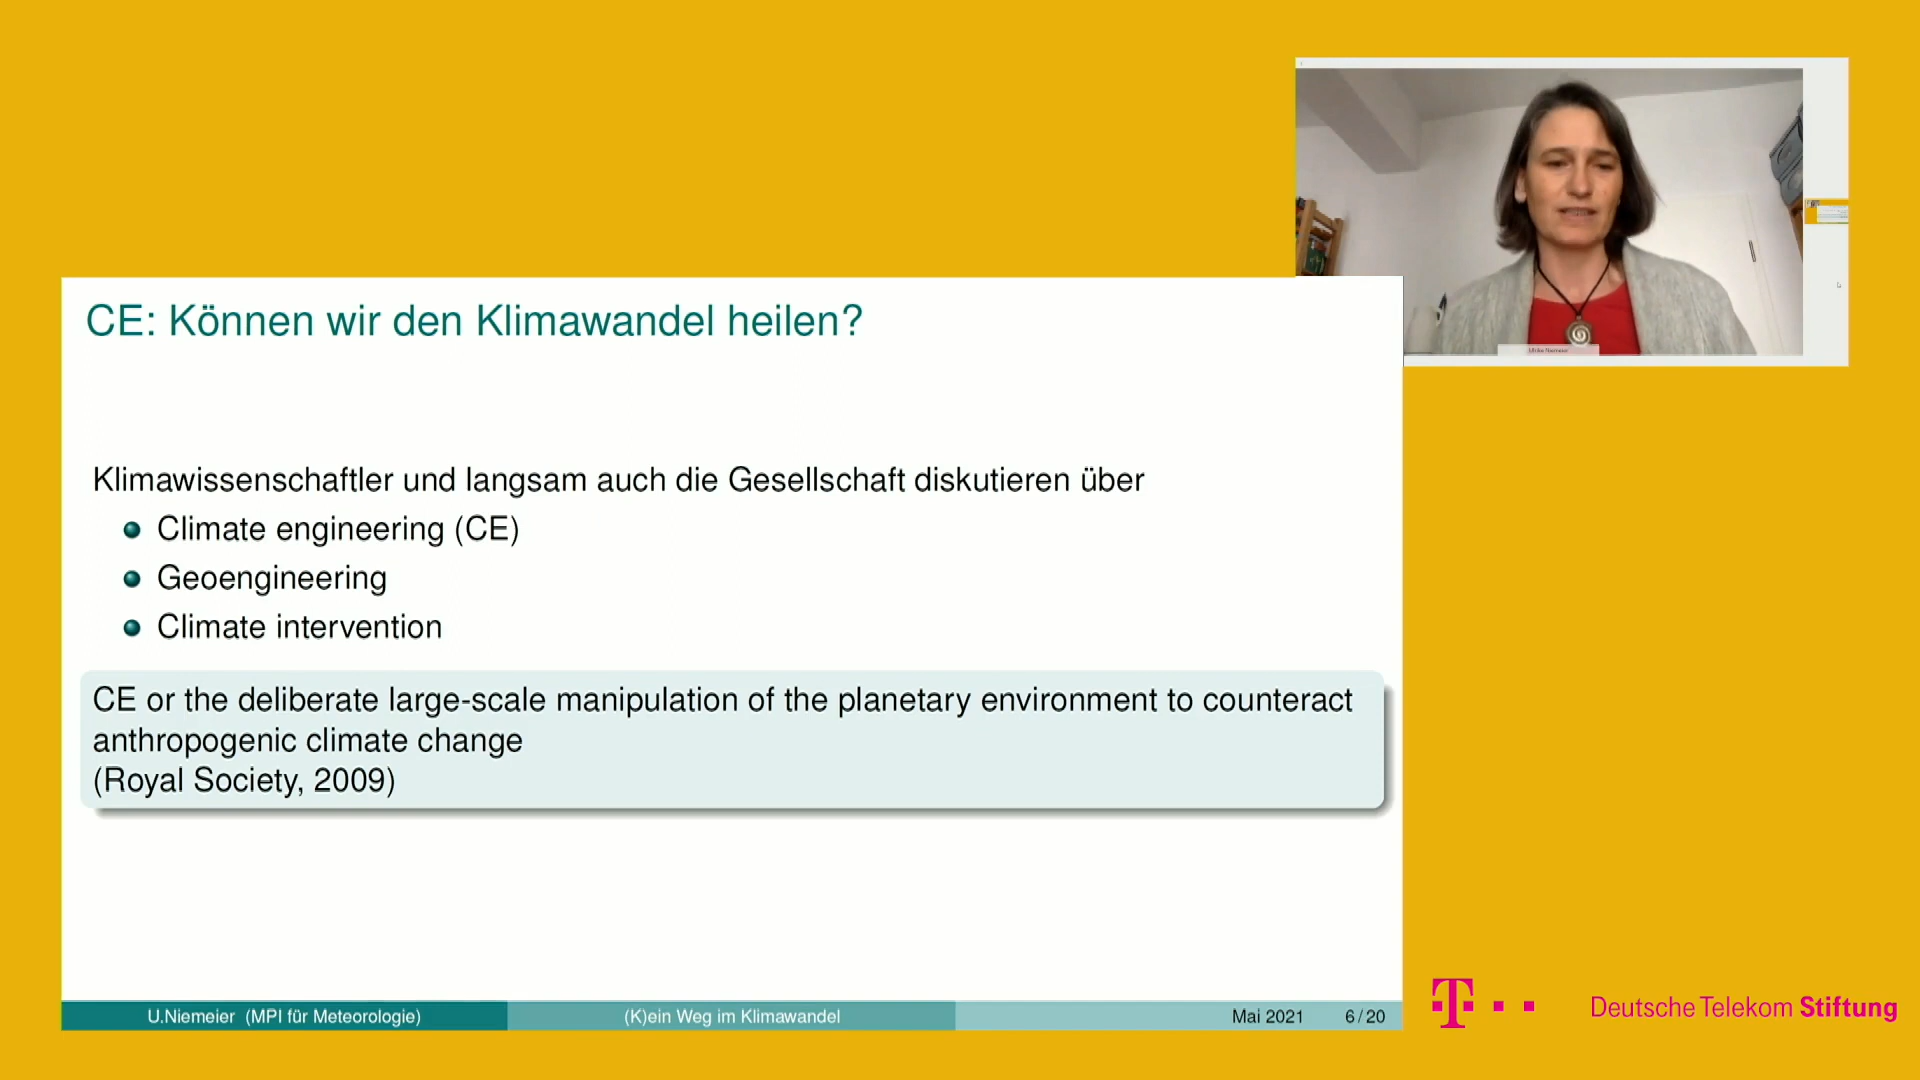 CE: Können wir den Klimawandel heilen?
Klimawissenschaftler und langsam auch die Gesellschaft diskutieren über
Climate engineering (CE)
Geoengineering
Climate intervention
CE or the deliberate large-scale manipulation of the planetary environment to counteract
anthropogenic climate change
(Royal Society, 2009)
Ulrike Niemeier
U.Niemeier (MPI für Meteorologie)
(K)ein Weg im Klimawandel
Mai 2021
6 / 20
T
Deutsche Telekom Stiftung